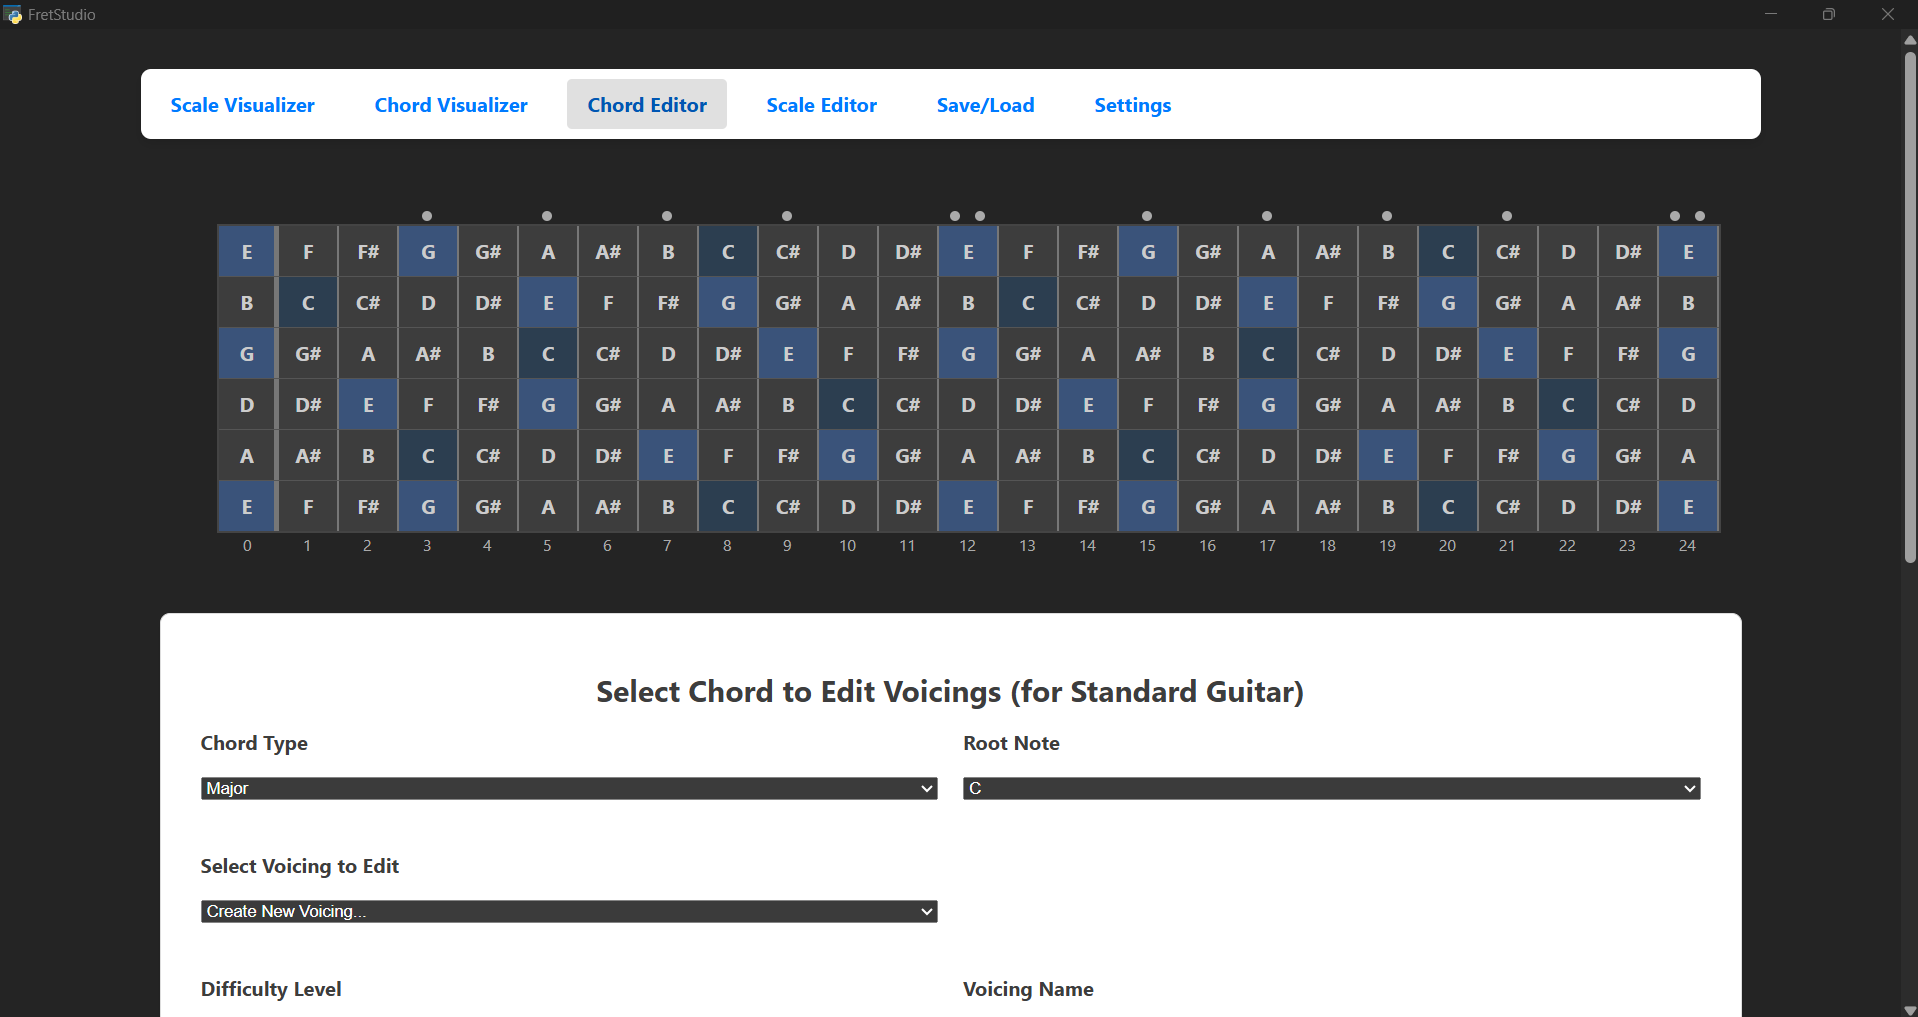 FretStudio
Scale Visualizer Chord Visualizer Chord Editor Scale Editor Save/Load Settings
E F F# G G# A A# B C C# D D# E F F# G G# A A# B C C# D D# E
B C C# D D# E F F# G G# A A# B C C# D D# E F F# G G# A A# B
G G# A A# B C C# D D# E F F# G G# A A# B C C# D D# E F F# G
D D# E F F# G G# A A# B C C# D D# E F F# G G# A A# B C C# D
A A# B C C# D D# E F F# G G# A A# B C C# D D# E F F# G G# A
E F F# G G# A A# B C C# D D# E F F# G G# A A# B C C# D D# E
0 1 2 3 4 5 6 7 8 9 10 11 12 13 14 15 16 17 18 19 20 21 22 23 24
Select Chord to Edit Voicings (for Standard Guitar)
Chord Type Root Note
Major C
Select Voicing to Edit
Create New Voicing...
Difficulty Level Voicing Name